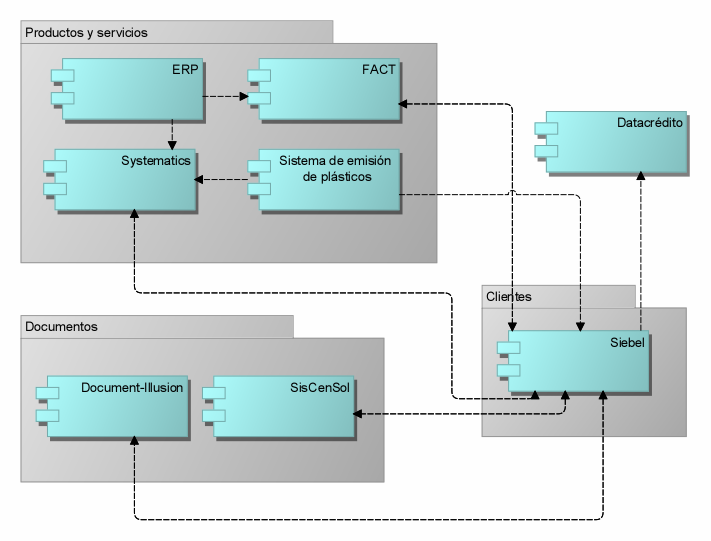 Productos y servicios
ERP
FACT
Datacrédito
Systematics
Sistema de emisión
de plásticos
Clientes
Documentos
Siebel
Document-Illusion
SisCenSol